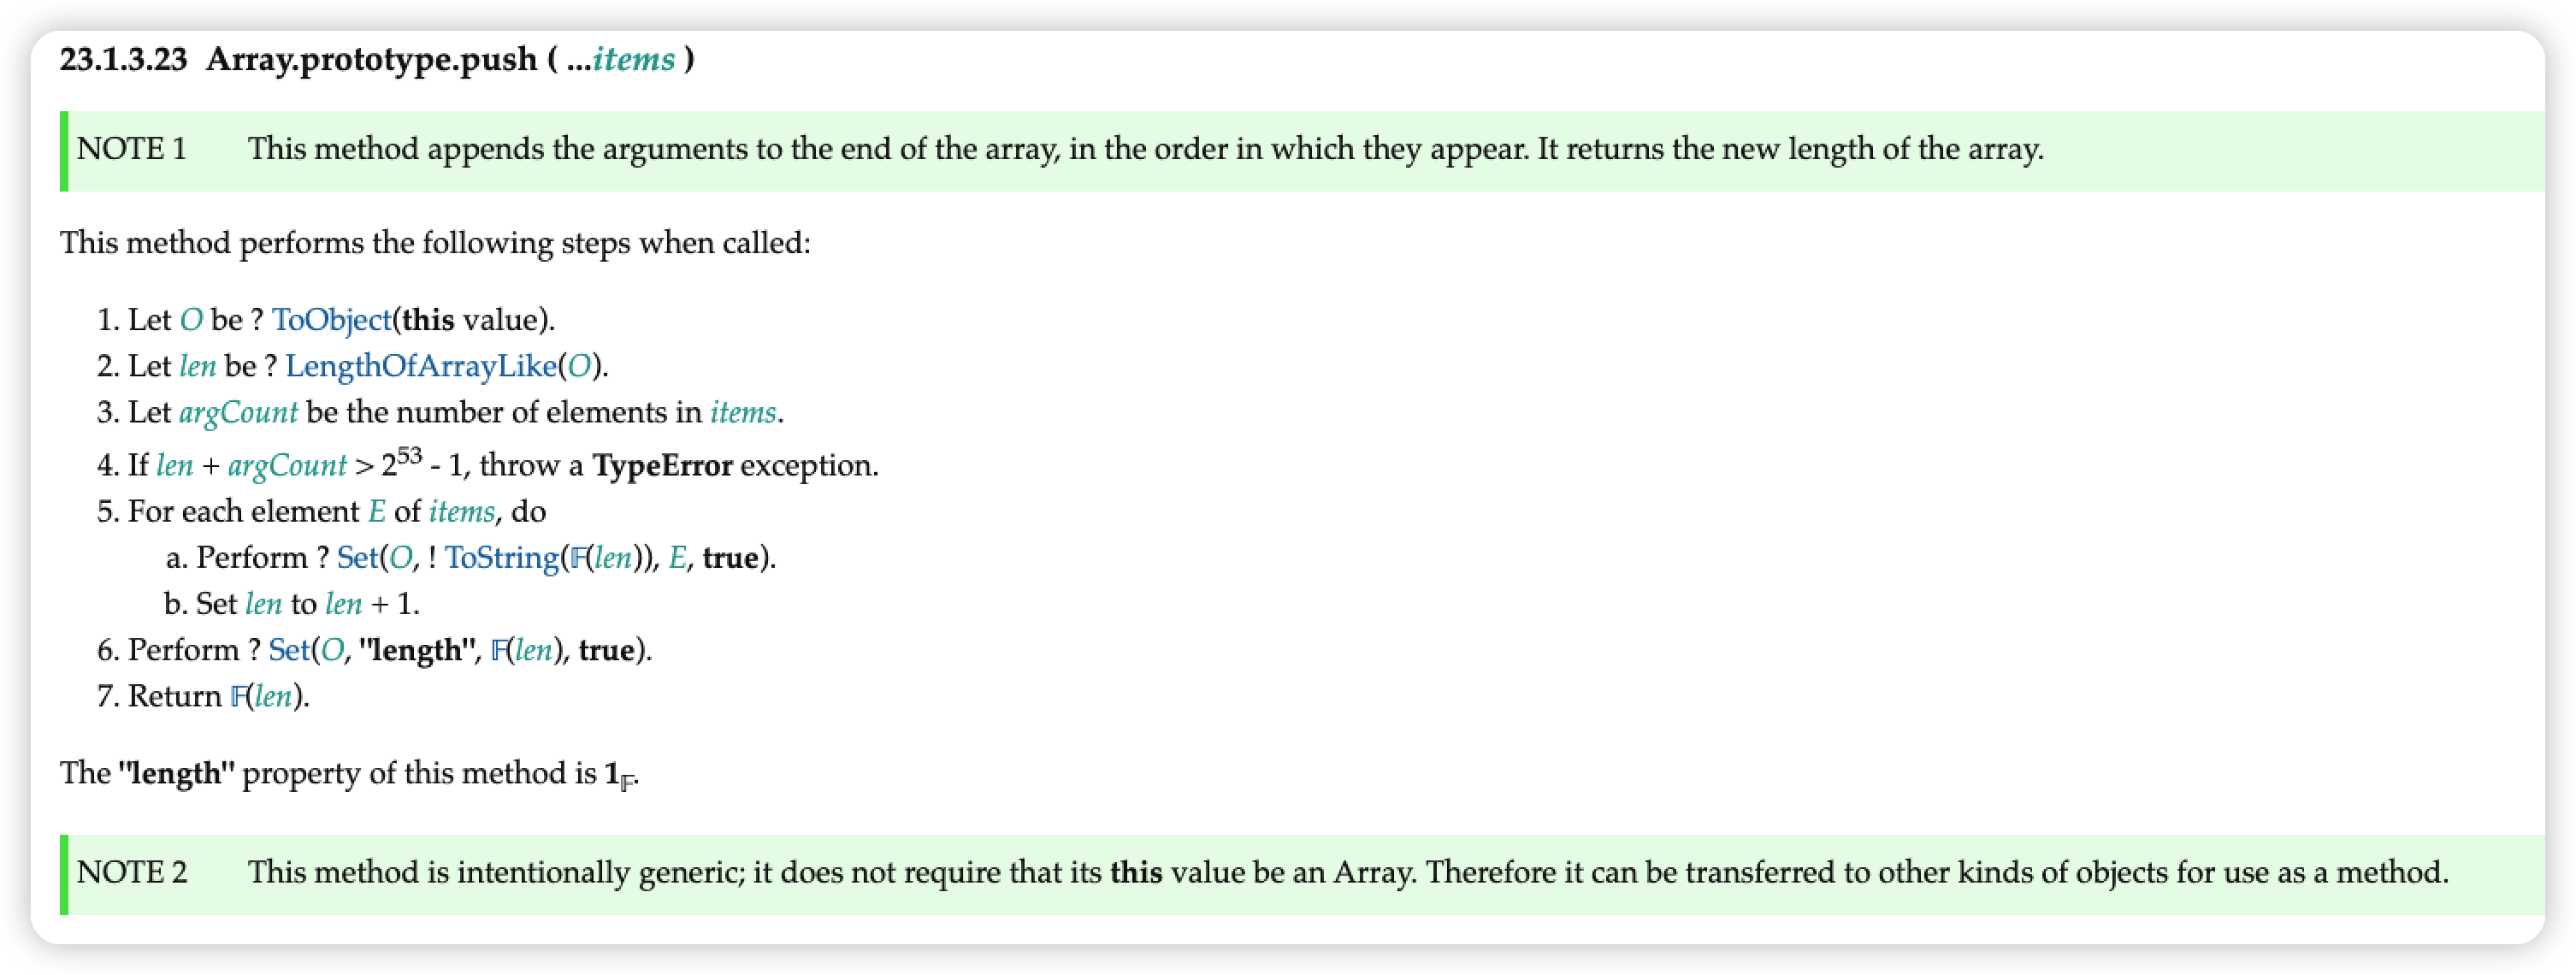 23.1.3.23 Array.prototype.push ( ...items )
NOTE 1 This method appends the arguments to the end of the array, in the order in which they appear. It returns the new length of the array.
This method performs the following steps when called:
1. Let O be ? ToObject(this value).
2. Let len be ? LengthOfArrayLike(O).
3. Let argCount be the number of elements in items.
4. If len + argCount > 2⁵³ - 1, throw a TypeError exception.
5. For each element E of items, do
a. Perform ? Set(O, ! ToString(𝔽(len)), E, true).
b. Set len to len + 1.
6. Perform ? Set(O, "length", 𝔽(len), true).
7. Return 𝔽(len).
The "length" property of this method is 1𝔽.
NOTE 2 This method is intentionally generic; it does not require that its this value be an Array. Therefore it can be transferred to other kinds of objects for use as a method.